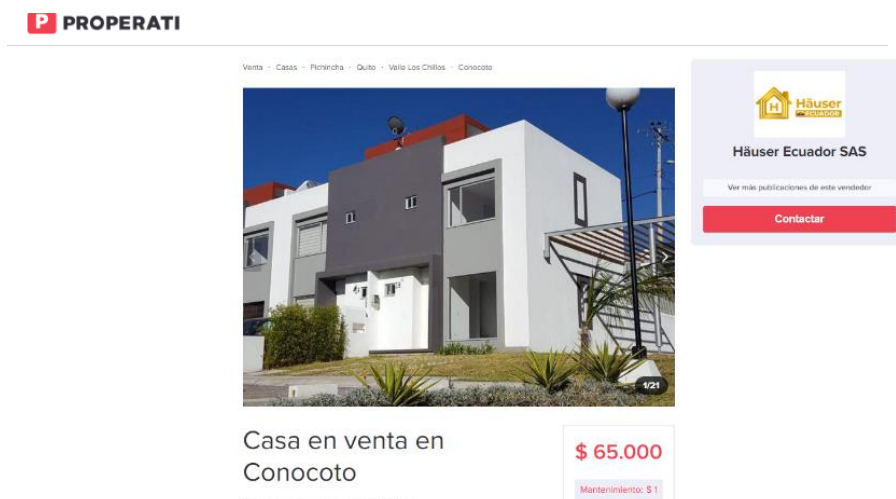 P PROPERATI
Venta - Casas - Pichincha - Quito - Valle Los Chillos - Conocoto
H Häuser
ECUADOR
Häuser Ecuador SAS
Ver más publicaciones de este vendedor
Contactar
1/21
Casa en venta en
Conocoto
$ 65.000
Mantenimiento: $ 1